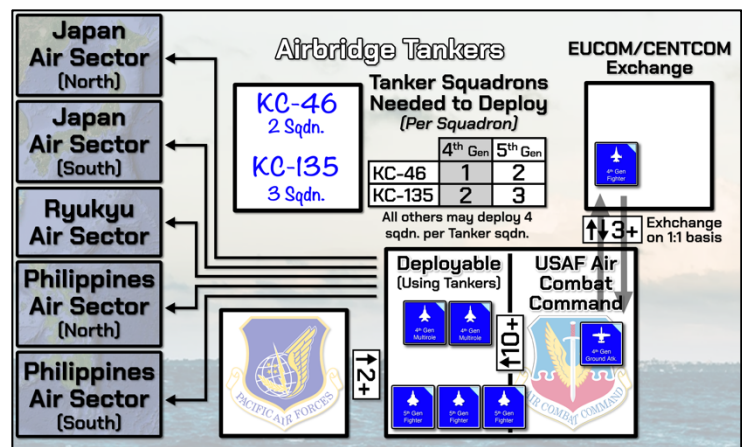 Japan
Air Sector
(North)
Japan
Air Sector
(South)
Ryukyu
Air Sector
Philippines
Air Sector
(North)
Philippines
Air Sector
(South)
Airbridge Tankers
KC-46
2 Sqdn.
KC-135
3 Sqdn.
Tanker Squadrons
Needed to Deploy
(Per Squadron)
4th Gen 5th Gen
KC-46 1 2
KC-135 2 3
All others may deploy 4
sqdn. per Tanker sqdn.
EUCOM/CENTCOM
Exchange
4th Gen
Fighter
↑↓3+
Exhchange
on 1:1 basis
PACIFIC AIR FORCES
↑2+
Deployable
(Using Tankers)
4th Gen
Multirole
4th Gen
Multirole
5th Gen
Fighter
5th Gen
Fighter
5th Gen
Fighter
↑10+
USAF Air
Combat
Command
4th Gen
Ground Atk.
AIR COMBAT COMMAND